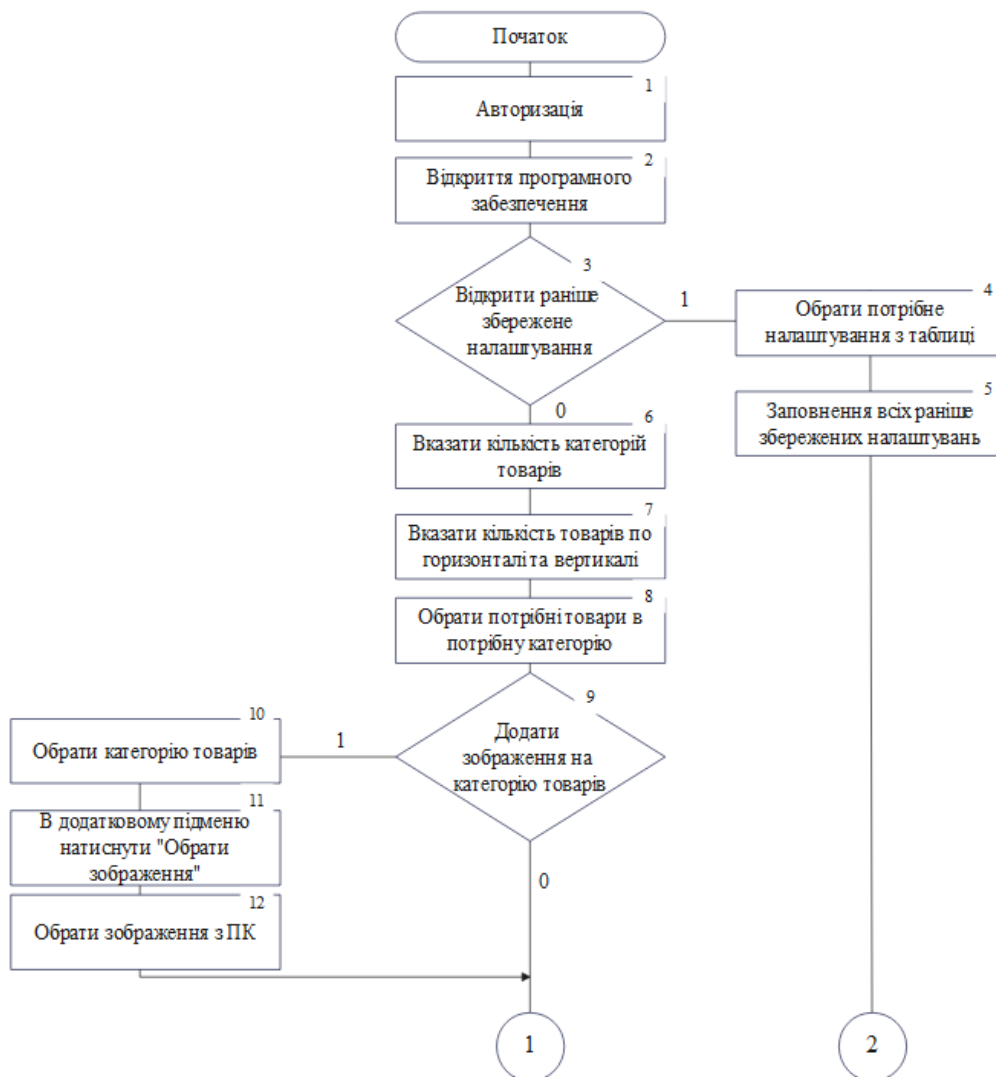 Початок
1
Авторизація
2
Відкриття програмного
забезпечення
3
Відкрити раніше
збережене
налаштування
1
0
4
Обрати потрібне
налаштування з таблиці
5
Заповнення всіх раніше
збережених налаштувань
6
Вказати кількість категорій
товарів
7
Вказати кількість товарів по
горизонталі та вертикалі
8
Обрати потрібні товари в
потрібну категорію
9
Додати
зображення на
категорію товарів
1
0
10
Обрати категорію товарів
11
В додатковому підменю
натиснути "Обрати
зображення"
12
Обрати зображення з ПК
1
2